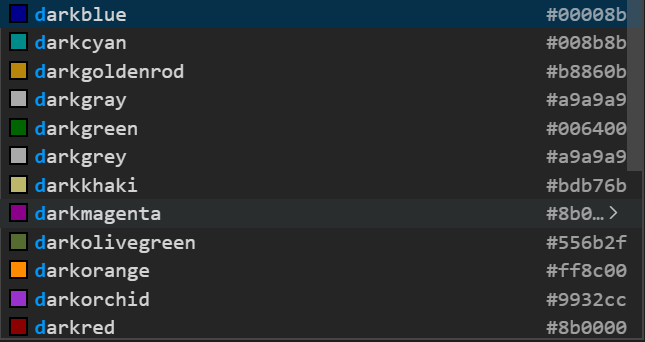 darkblue #00008b
darkcyan #008b8b
darkgoldenrod #b8860b
darkgray #a9a9a9
darkgreen #006400
darkgrey #a9a9a9
darkkhaki #bdb76b
darkmagenta #8b0…
darkolivegreen #556b2f
darkorange #ff8c00
darkorchid #9932cc
darkred #8b0000